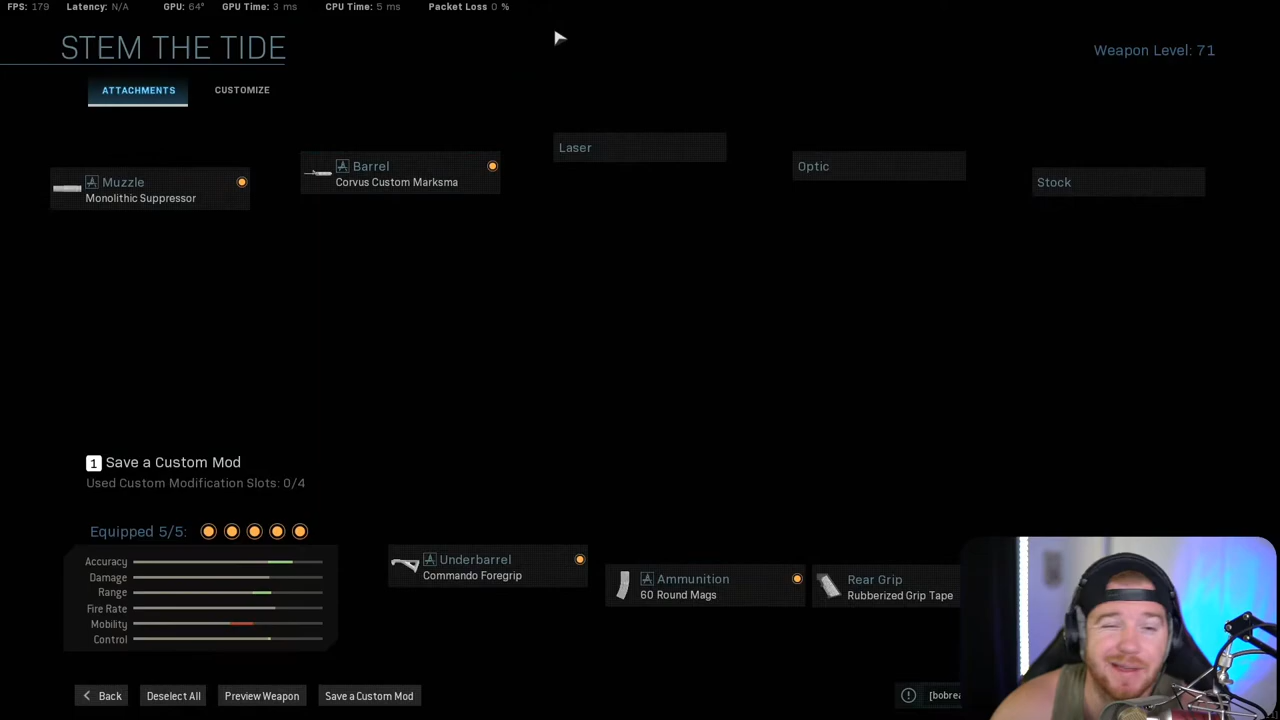 FPS: 179 Latency: N/A GPU: 64° GPU Time: 3 ms CPU Time: 5 ms Packet Loss 0 %
STEM THE TIDE
Weapon Level: 71
ATTACHMENTS CUSTOMIZE
Laser
Barrel
Corvus Custom Marksma
Optic
Muzzle
Monolithic Suppressor
Stock
1 Save a Custom Mod
Used Custom Modification Slots: 0/4
Equipped 5/5:
Accuracy
Damage
Range
Fire Rate
Mobility
Control
Underbarrel
Commando Foregrip
Ammunition
60 Round Mags
Rear Grip
Rubberized Grip Tape
Back Deselect All Preview Weapon Save a Custom Mod
[bobrea